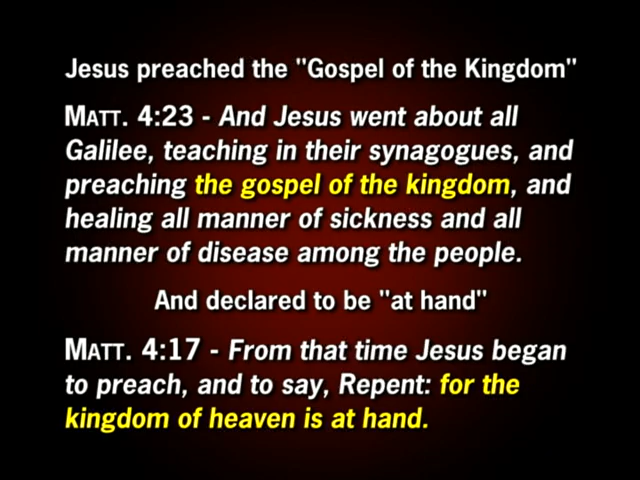 Jesus preached the "Gospel of the Kingdom"
MATT. 4:23 - And Jesus went about all
Galilee, teaching in their synagogues, and
preaching the gospel of the kingdom, and
healing all manner of sickness and all
manner of disease among the people.
And declared to be "at hand"
MATT. 4:17 - From that time Jesus began
to preach, and to say, Repent: for the
kingdom of heaven is at hand.